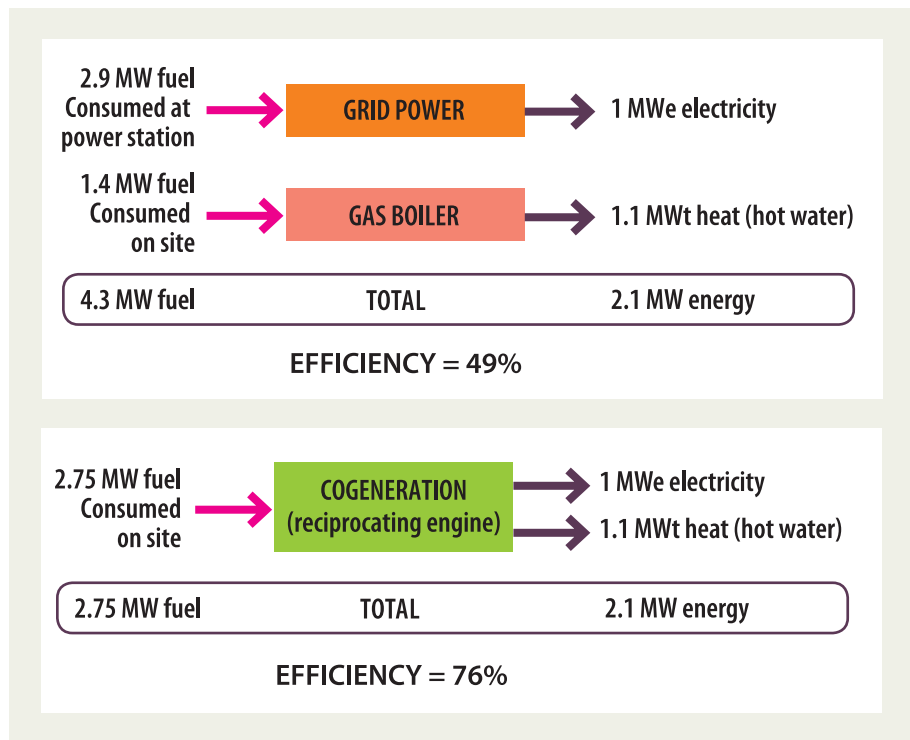 2.9 MW fuel
Consumed at
power station
GRID POWER
1 MWe electricity
1.4 MW fuel
Consumed
on site
GAS BOILER
1.1 MWt heat (hot water)
4.3 MW fuel
TOTAL
2.1 MW energy
EFFICIENCY = 49%
2.75 MW fuel
Consumed
on site
COGENERATION
(reciprocating engine)
1 MWe electricity
1.1 MWt heat (hot water)
2.75 MW fuel
TOTAL
2.1 MW energy
EFFICIENCY = 76%